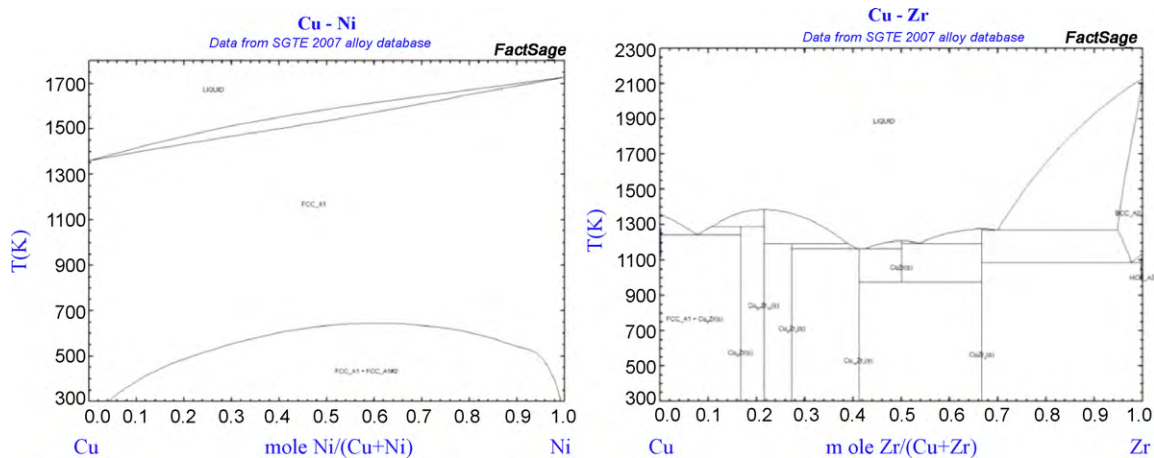 Cu - Ni
Data from SGTE 2007 alloy database
FactSage
LIQUID
FCC_A1
FCC_A1 + FCC_A1#2
1700
1500
1300
1100
900
700
500
300
T(K)
0.0 0.1 0.2 0.3 0.4 0.5 0.6 0.7 0.8 0.9 1.0
Cu mole Ni/(Cu+Ni) Ni
Cu - Zr
Data from SGTE 2007 alloy database
FactSage
2300
2100
1900
1700
1500
1300
1100
900
700
500
300
T(K)
LIQUID
BCC_A2
CuZr(s)
FCC_A1 + Cu5Zr(s)
Cu5Zr(s)
CuZr2(s)
0.0 0.1 0.2 0.3 0.4 0.5 0.6 0.7 0.8 0.9 1.0
Cu m ole Zr/(Cu+Zr) Zr